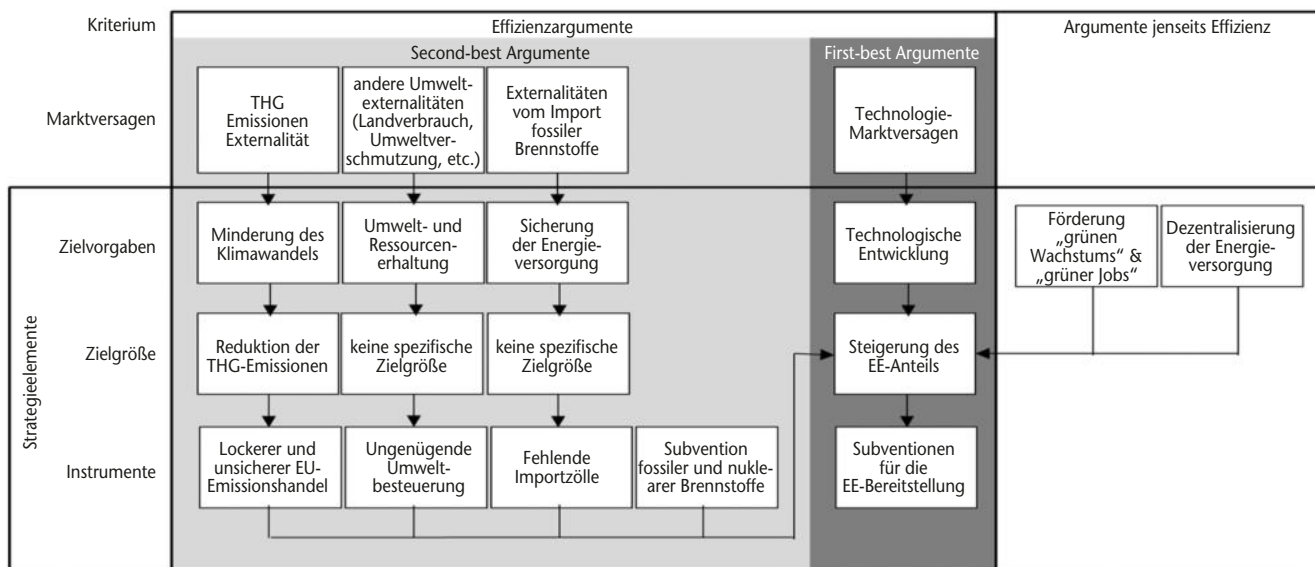 Kriterium
Effizienzargumente
Argumente jenseits Effizienz
Second-best Argumente
First-best Argumente
Marktversagen
THG
Emissionen
Externalität
andere Umwelt-
externalitäten
(Landverbrauch,
Umweltver-
schmutzung, etc.)
Externalitäten
vom Import
fossiler
Brennstoffe
Technologie-
Marktversagen
Strategieelemente
Zielvorgaben
Minderung des
Klimawandels
Umwelt- und
Ressourcen-
erhaltung
Sicherung
der Energie-
versorgung
Technologische
Entwicklung
Förderung
„grünen
Wachstums“ &
„grüner Jobs“
Dezentralisierung
der Energie-
versorgung
Zielgröße
Reduktion der
THG-Emissionen
keine spezifische
Zielgröße
keine spezifische
Zielgröße
Steigerung des
EE-Anteils
Instrumente
Lockerer und
unsicherer EU-
Emissionshandel
Ungenügende
Umwelt-
besteuerung
Fehlende
Importzölle
Subvention
fossiler und nukle-
arer Brennstoffe
Subventionen
für die
EE-Bereitstellung